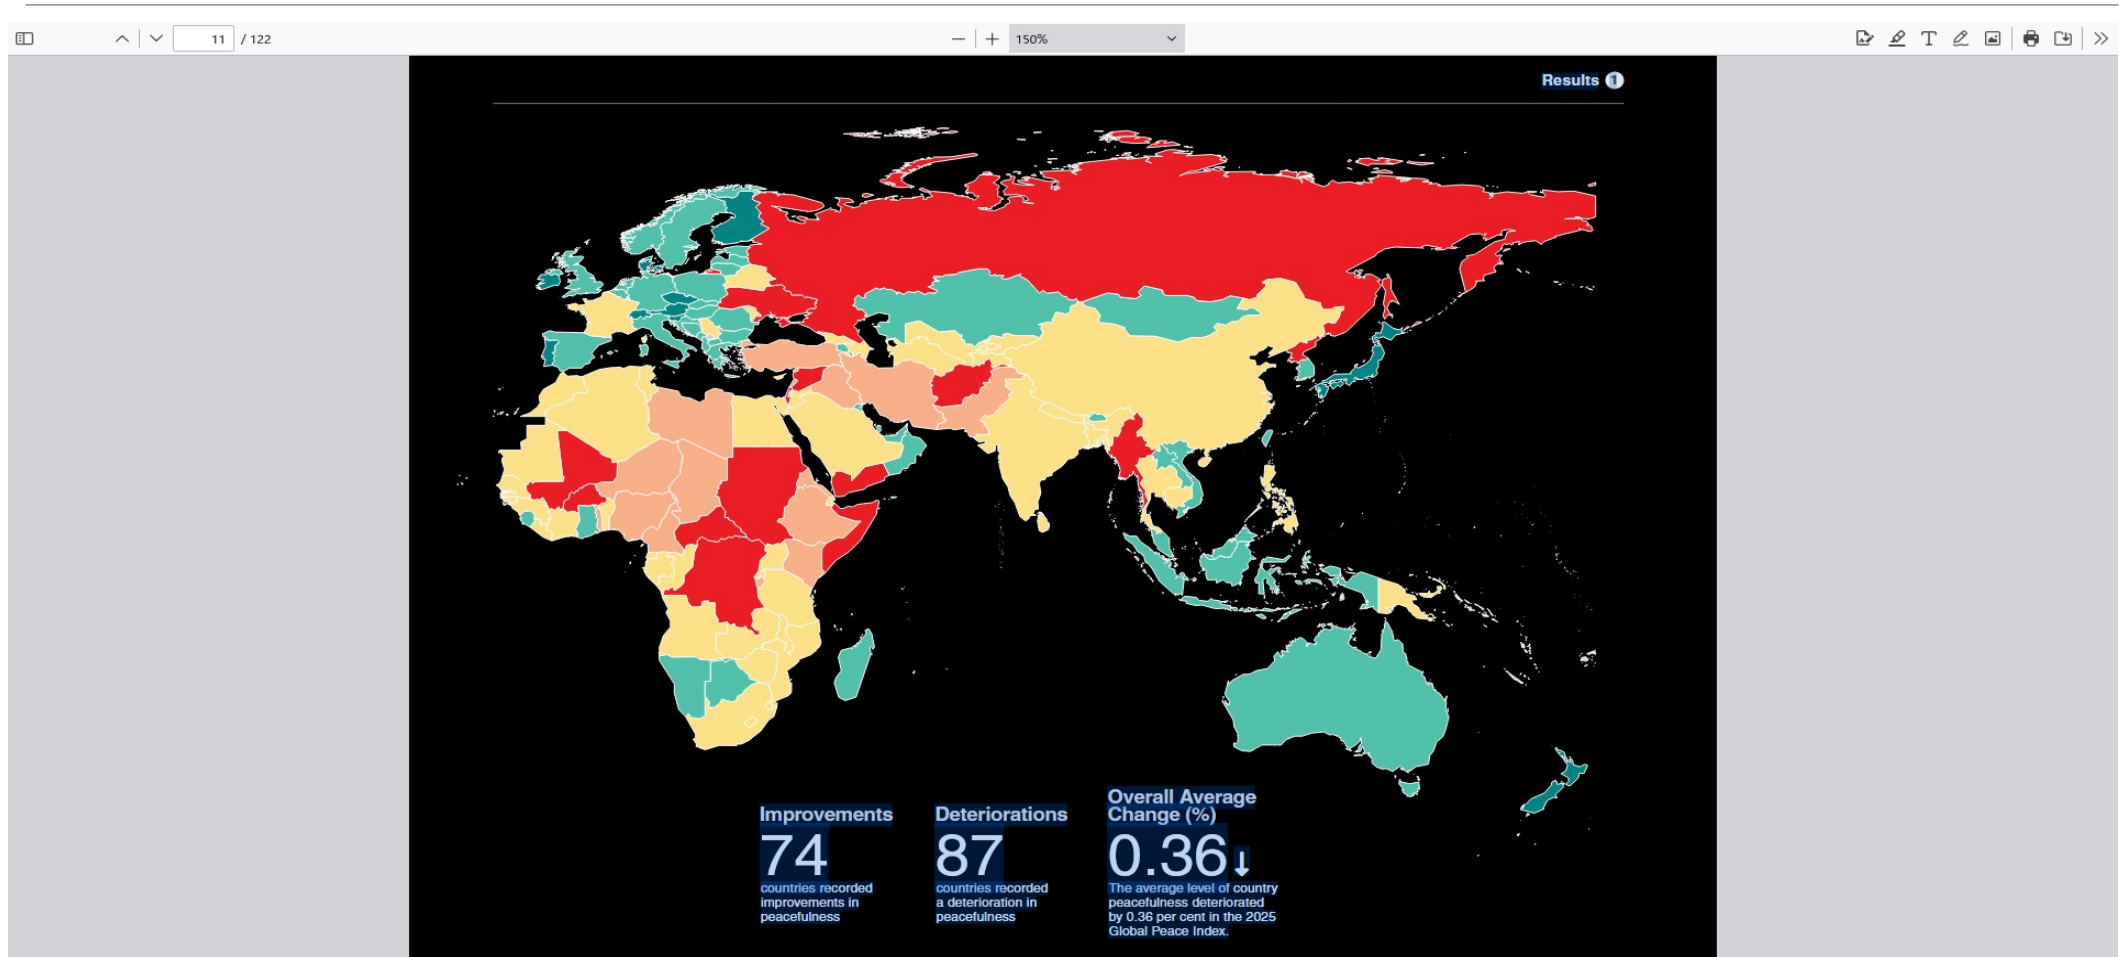 11 / 122
150%
Results 1
Improvements
74
countries recorded
improvements in
peacefulness
Deteriorations
87
countries recorded
a deterioration in
peacefulness
Overall Average
Change (%)
0.36↓
The average level of country
peacefulness deteriorated
by 0.36 per cent in the 2025
Global Peace Index.